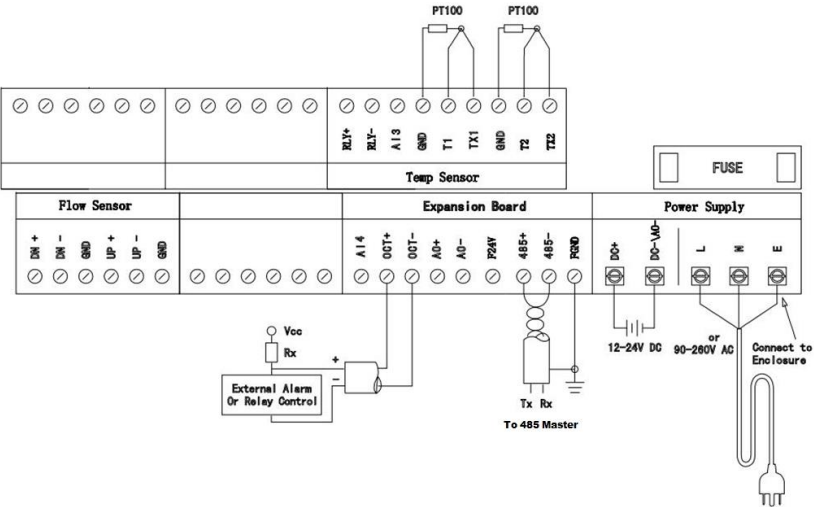 PT100 PT100
RLY+ RLY- AI3 GND T1 TX1 GND T2 TX2
Temp Sensor
FUSE
Flow Sensor Expansion Board Power Supply
DN + DN - GND UP + UP - GND AI4 OCT+ OCT- AO+ AO- P24V 485+ 485- PGND DC+ DC-\AO- L N E
Vcc
Rx
+
-
External Alarm
Or Relay Control
Tx Rx
To 485 Master
12-24V DC
or
90-260V AC
Connect to
Enclosure